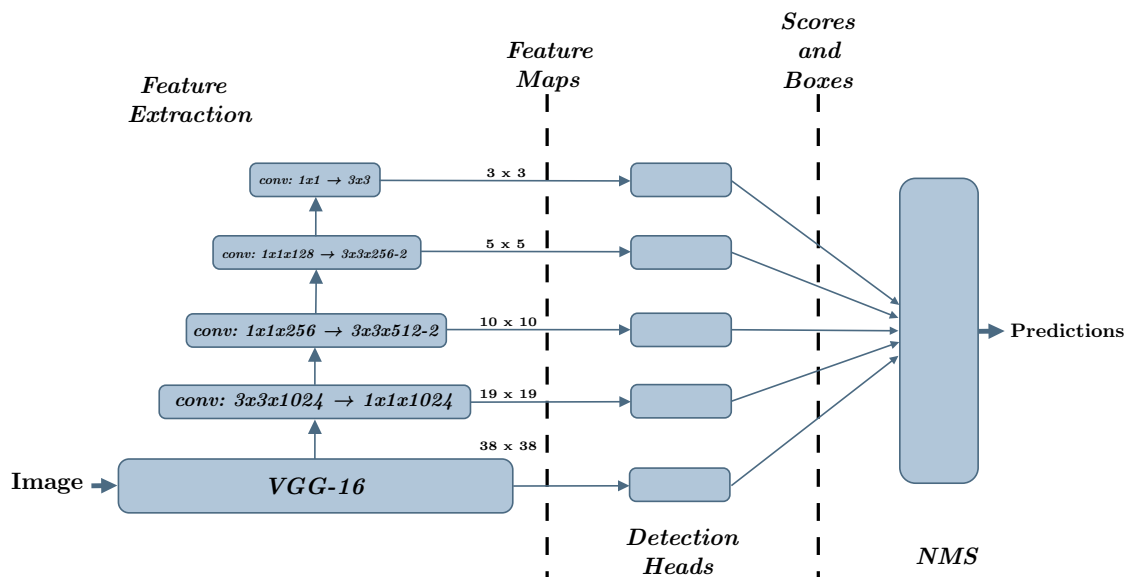 Scores
and
Boxes
Feature
Maps
Feature
Extraction
conv: 1x1 → 3x3
3 x 3
conv: 1x1x128 → 3x3x256-2
5 x 5
conv: 1x1x256 → 3x3x512-2
10 x 10
Predictions
conv: 3x3x1024 → 1x1x1024
19 x 19
38 x 38
Image
VGG-16
Detection
Heads
NMS